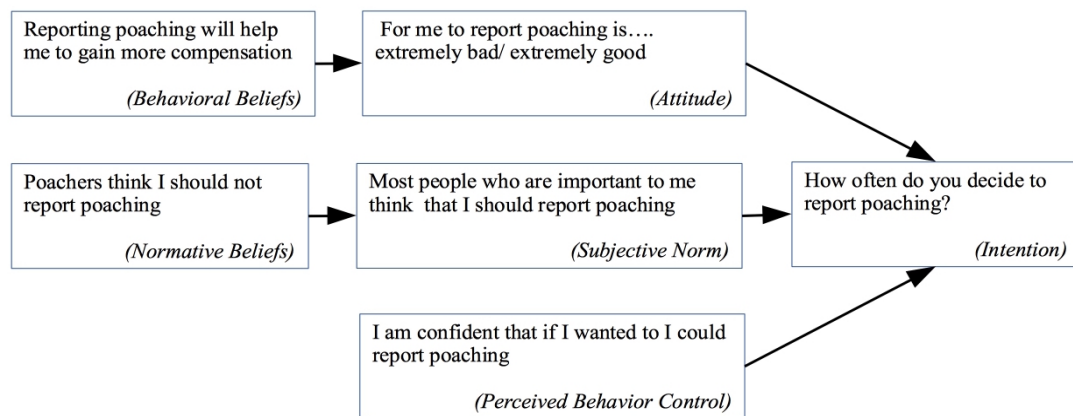 Reporting poaching will help
me to gain more compensation
(Behavioral Beliefs)
For me to report poaching is….
extremely bad/ extremely good
(Attitude)
Poachers think I should not
report poaching
(Normative Beliefs)
Most people who are important to me
think that I should report poaching
(Subjective Norm)
How often do you decide to
report poaching?
(Intention)
I am confident that if I wanted to I could
report poaching
(Perceived Behavior Control)